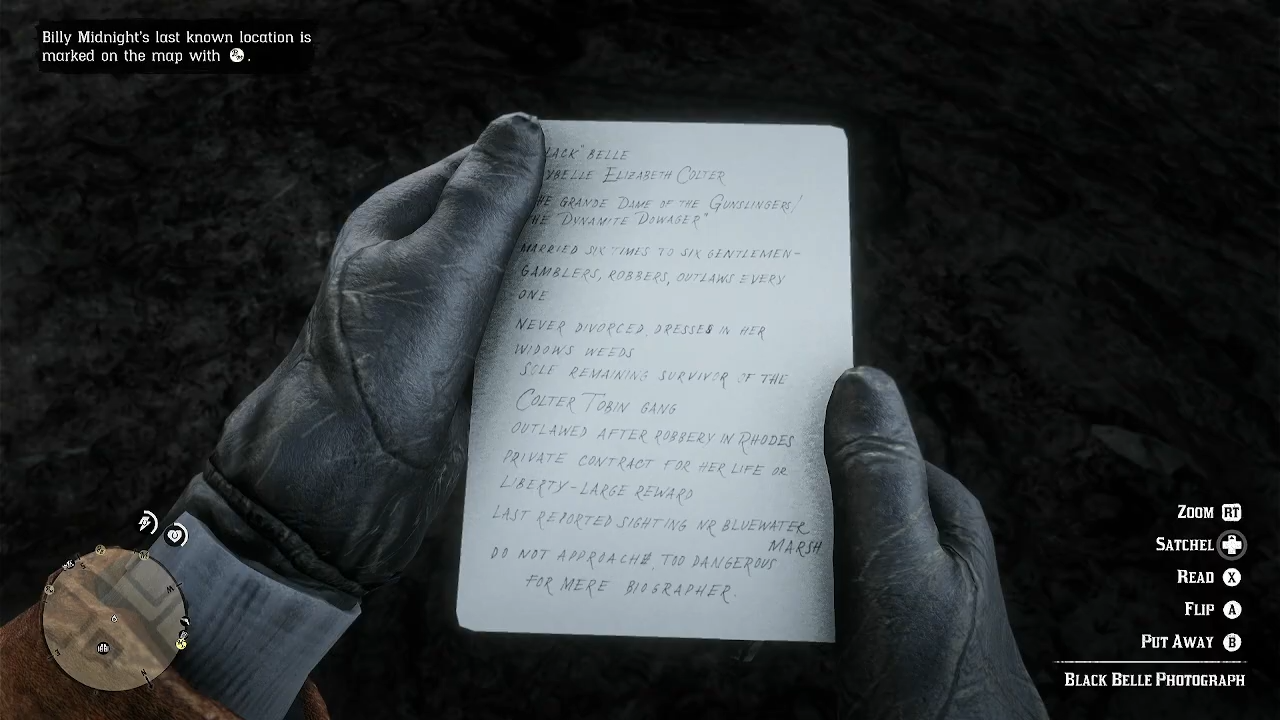 Billy Midnight's last known location is
marked on the map with
LACK" BELLE
YBELLE ELIZABETH COLTER
HE GRANDE DAME OF THE GUNSLINGERS/
HE "DYNAMITE DOWAGER"
MARRIED SIX TIMES TO SIX GENTLEMEN-
GAMBLERS, ROBBERS, OUTLAWS EVERY
ONE
NEVER DIVORCED. DRESSES IN HER
WIDOWS WEEDS
SOLE REMAINING SURVIVOR OF THE
COLTER TOBIN GANG
OUTLAWED AFTER ROBBERY IN RHODES
PRIVATE CONTRACT FOR HER LIFE OR
LIBERTY-LARGE REWARD
LAST REPORTED SIGHTING NR BLUEWATER
MARSH
DO NOT APPROACH. TOO DANGEROUS
FOR MERE BIOGRAPHER.
ZOOM RT
SATCHEL
READ X
FLIP A
PUT AWAY B
BLACK BELLE PHOTOGRAPH